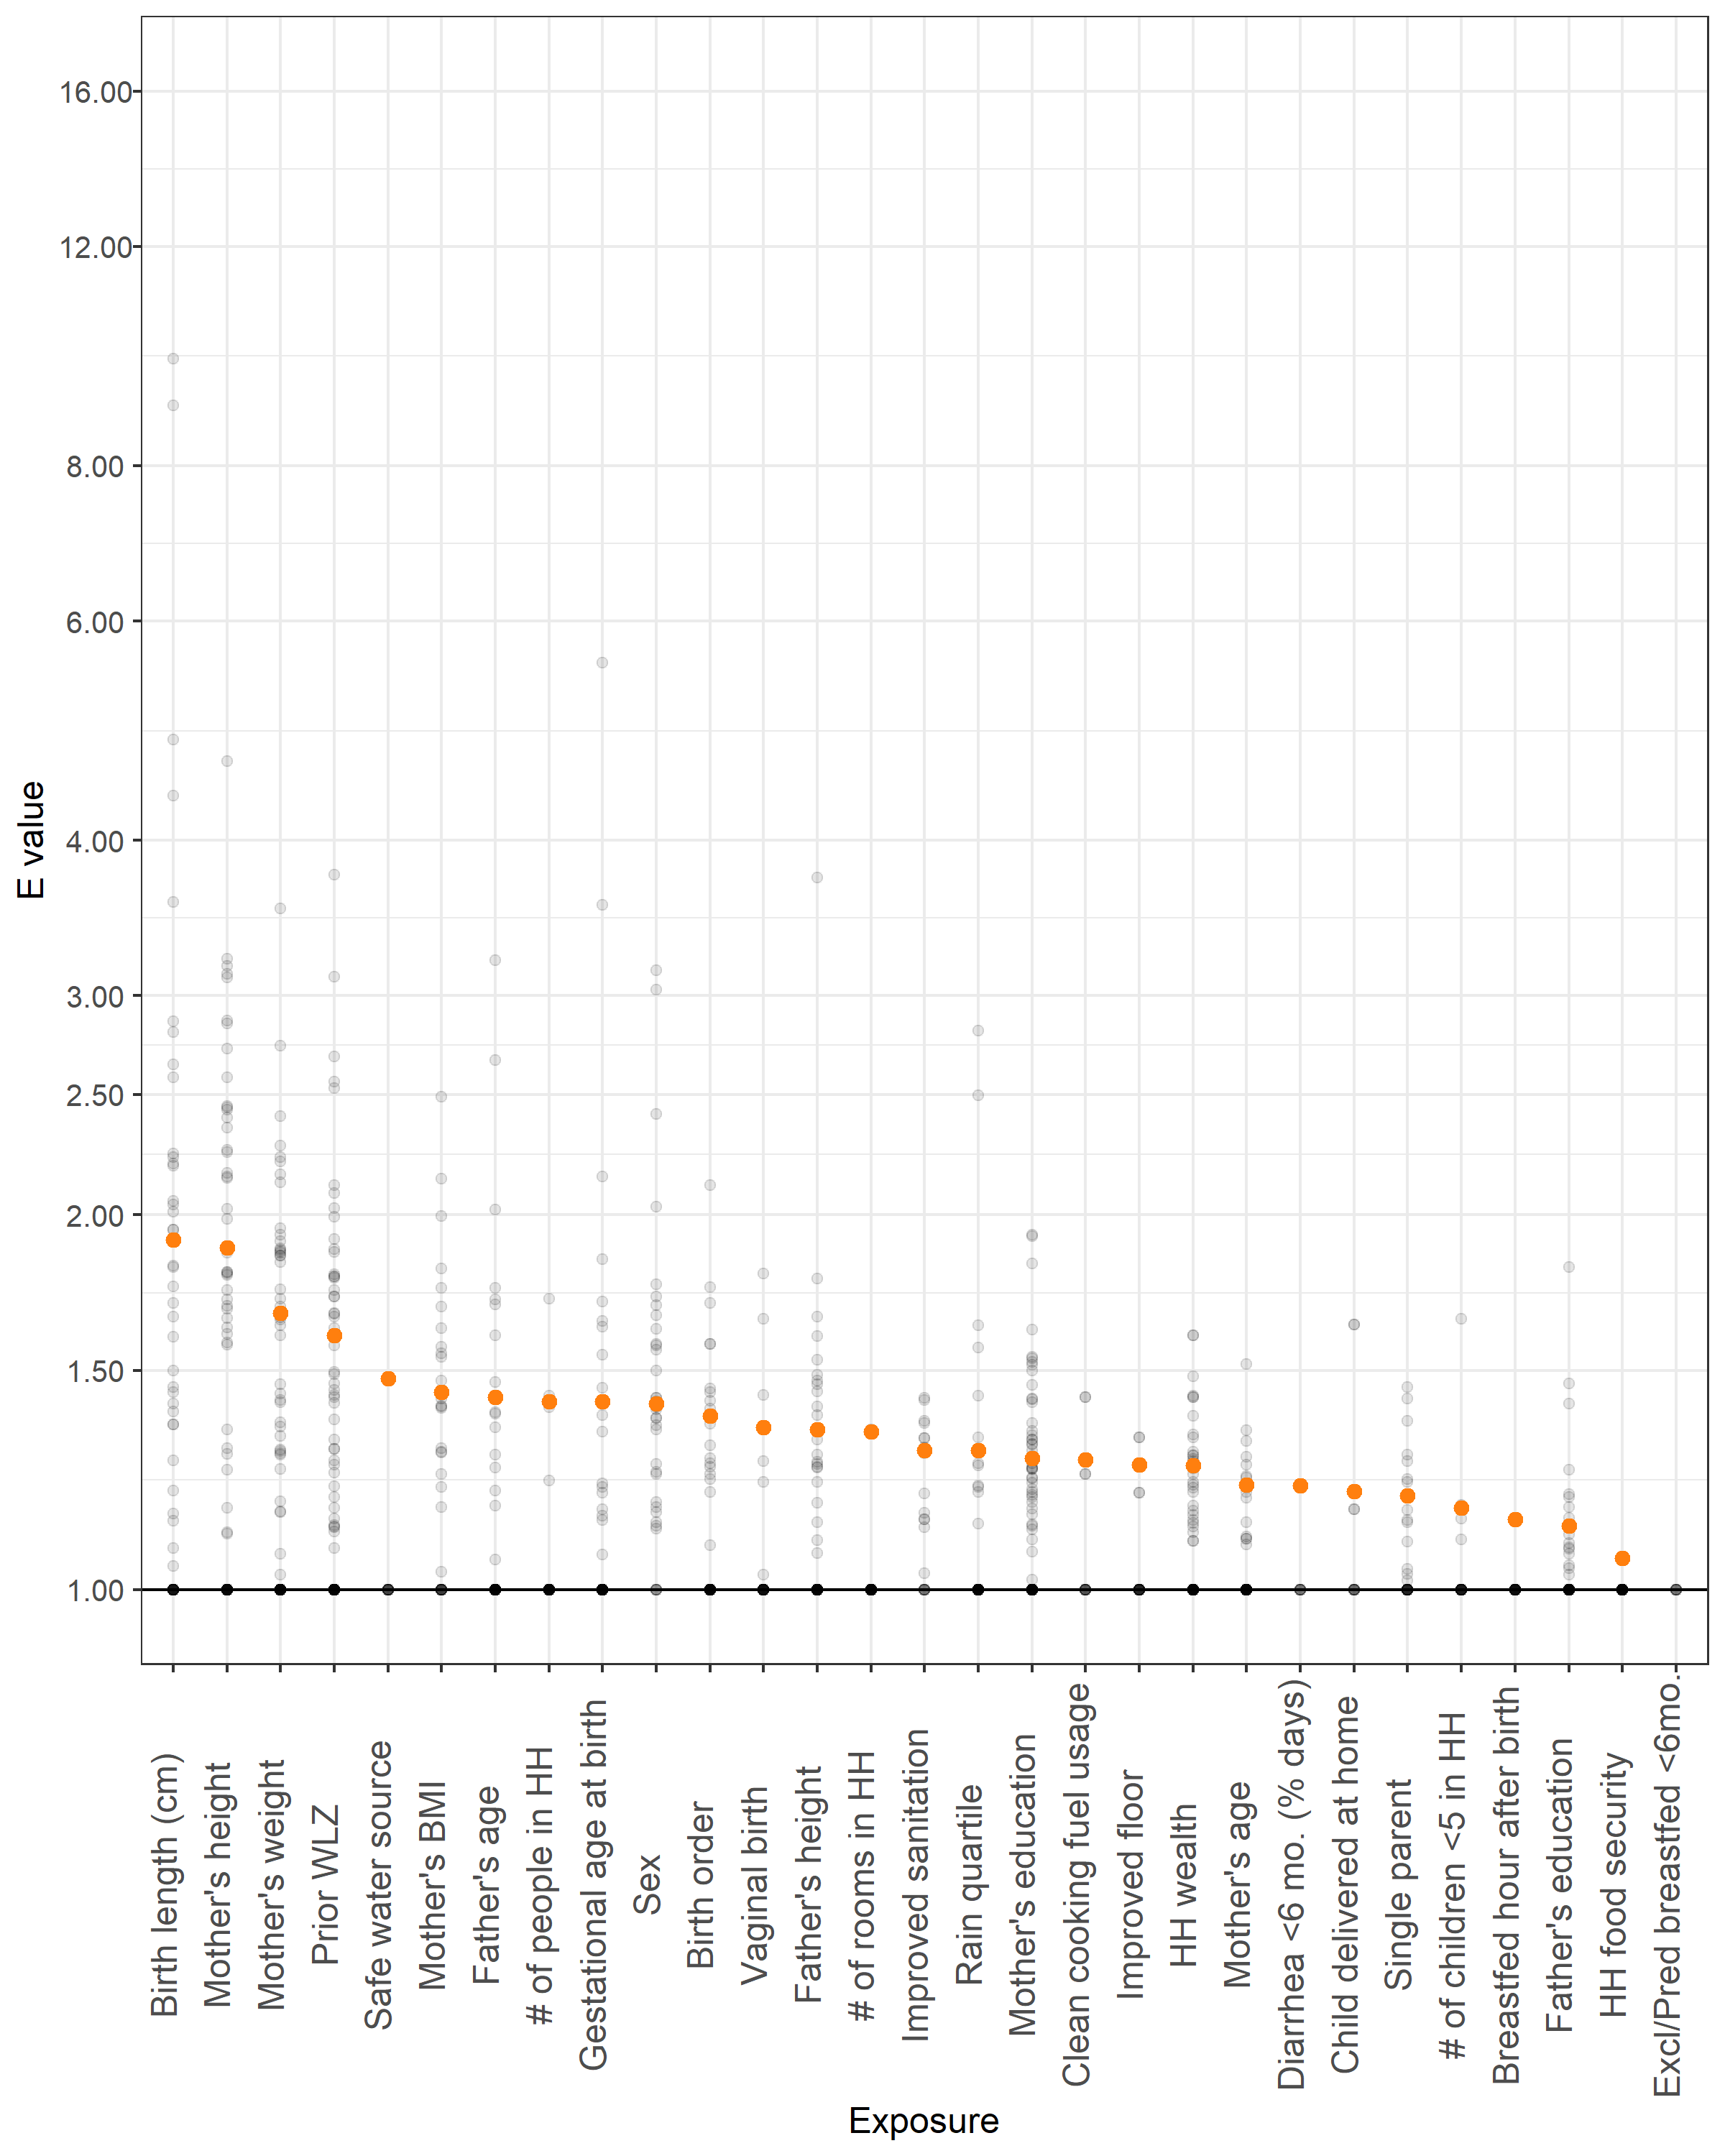 16.00
12.00
8.00
6.00
4.00
3.00
2.50
2.00
1.50
1.00
E value
Birth length (cm)
Mother's height
Mother's weight
Prior WLZ
Safe water source
Mother's BMI
Father's age
# of people in HH
Gestational age at birth
Sex
Birth order
Vaginal birth
Father's height
# of rooms in HH
Improved sanitation
Rain quartile
Mother's education
Clean cooking fuel usage
Improved floor
HH wealth
Mother's age
Diarrhea <6 mo. (% days)
Child delivered at home
Single parent
# of children <5 in HH
Breastfed hour after birth
Father's education
HH food security
Excl/Pred breastfed <6mo.
Exposure